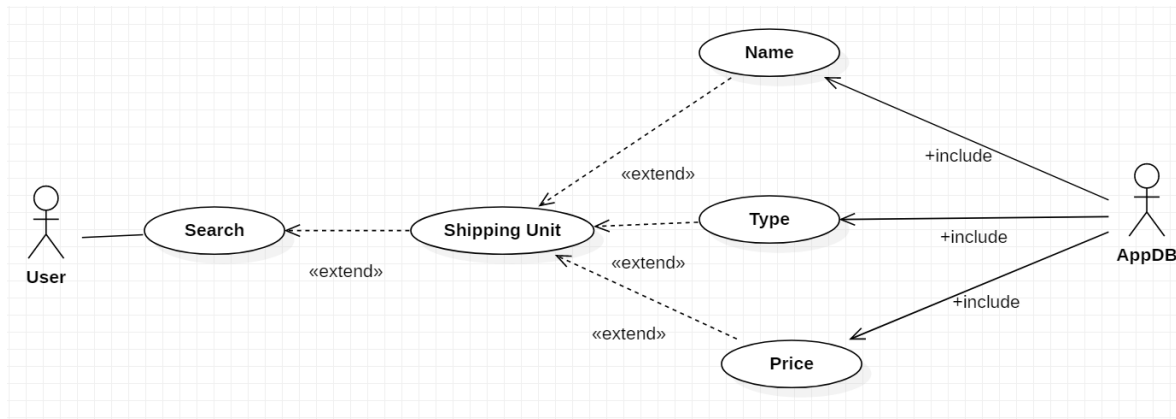 Name
+include
«extend»
Search
Shipping Unit
Type
+include
AppDB
User
«extend»
«extend»
+include
«extend»
Price